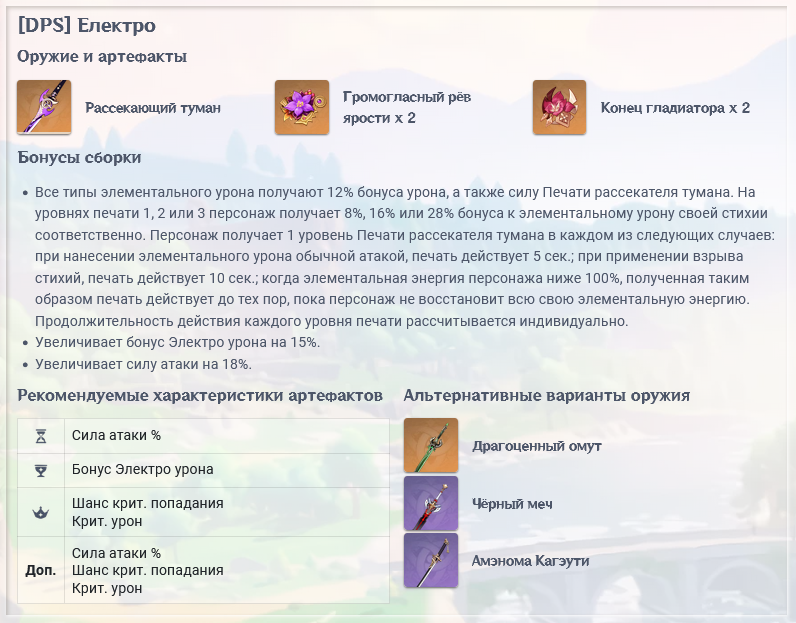 [DPS] Електро
Оружие и артефакты
Рассекающий туман
Громогласный рёв
ярости x 2
Конец гладиатора x 2
Бонусы сборки
• Все типы элементального урона получают 12% бонуса урона, а также силу Печати рассекателя тумана. На
уровнях печати 1, 2 или 3 персонаж получает 8%, 16% или 28% бонуса к элементальному урону своей стихии
соответственно. Персонаж получает 1 уровень Печати рассекателя тумана в каждом из следующих случаев:
при нанесении элементального урона обычной атакой, печать действует 5 сек.; при применении взрыва
стихий, печать действует 10 сек.; когда элементальная энергия персонажа ниже 100%, полученная таким
образом печать действует до тех пор, пока персонаж не восстановит всю свою элементальную энергию.
Продолжительность действия каждого уровня печати рассчитывается индивидуально.
• Увеличивает бонус Электро урона на 15%.
• Увеличивает силу атаки на 18%.
Рекомендуемые характеристики артефактов
Сила атаки %
Бонус Электро урона
Шанс крит. попадания
Крит. урон
Доп.
Сила атаки %
Шанс крит. попадания
Крит. урон
Альтернативные варианты оружия
Драгоценный омут
Чёрный меч
Амэнома Кагэути